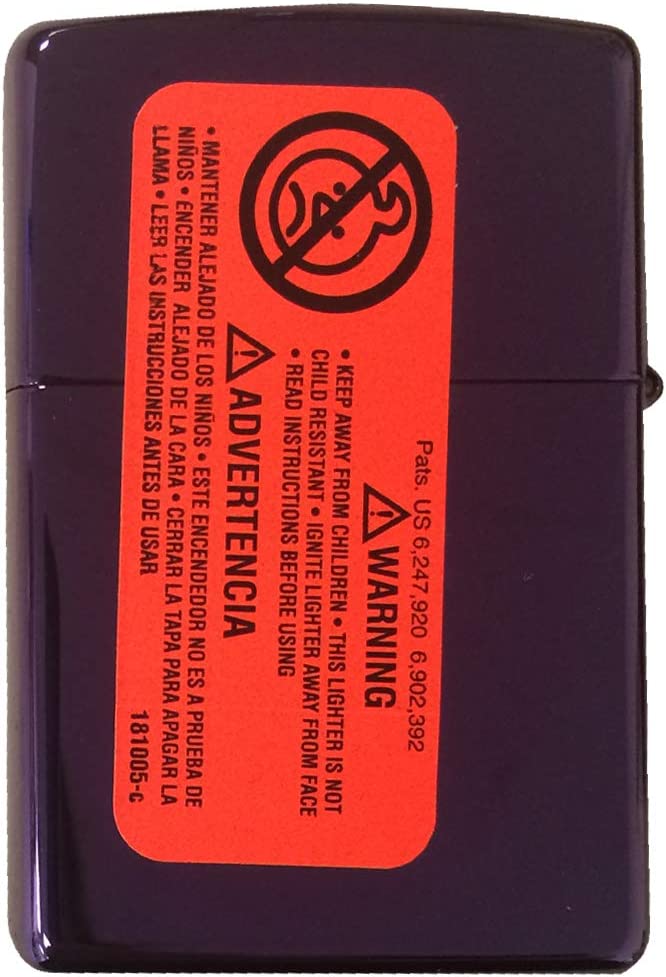 Pats. US 6,247,920 6,902,392
⚠ WARNING
• KEEP AWAY FROM CHILDREN • THIS LIGHTER IS NOT
CHILD RESISTANT • IGNITE LIGHTER AWAY FROM FACE
• READ INSTRUCTIONS BEFORE USING
⚠ ADVERTENCIA
• MANTENER ALEJADO DE LOS NIÑOS • ESTE ENCENDEDOR NO ES A PRUEBA DE
NIÑOS • ENCENDER ALEJADO DE LA CARA • CERRAR LA TAPA PARA APAGAR LA
LLAMA • LEER LAS INSTRUCCIONES ANTES DE USAR
181005-c